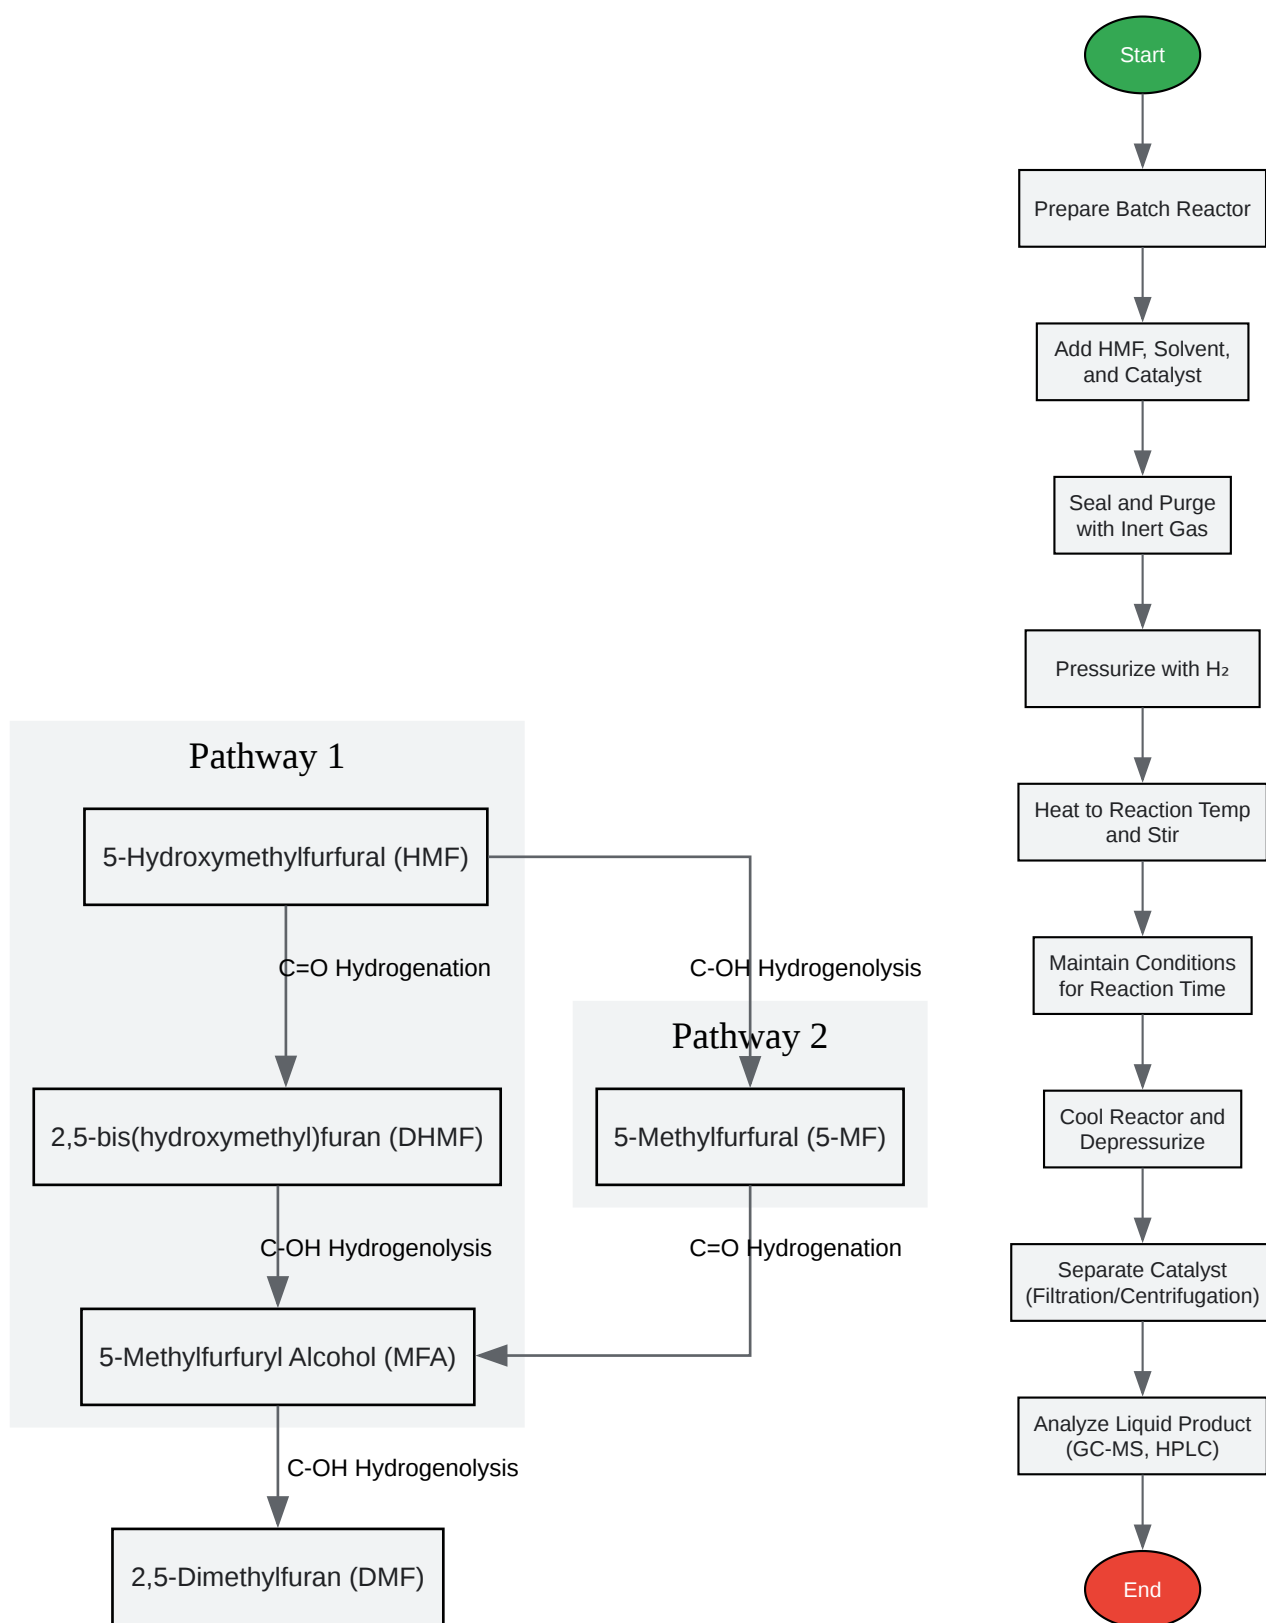 Pathway 1
5-Hydroxymethylfurfural (HMF)
C=O Hydrogenation
C-OH Hydrogenolysis
Pathway 2
2,5-bis(hydroxymethyl)furan (DHMF)
5-Methylfurfural (5-MF)
C-OH Hydrogenolysis
C=O Hydrogenation
5-Methylfurfuryl Alcohol (MFA)
C-OH Hydrogenolysis
2,5-Dimethylfuran (DMF)
Start
Prepare Batch Reactor
Add HMF, Solvent,
and Catalyst
Seal and Purge
with Inert Gas
Pressurize with H₂
Heat to Reaction Temp
and Stir
Maintain Conditions
for Reaction Time
Cool Reactor and
Depressurize
Separate Catalyst
(Filtration/Centrifugation)
Analyze Liquid Product
(GC-MS, HPLC)
End